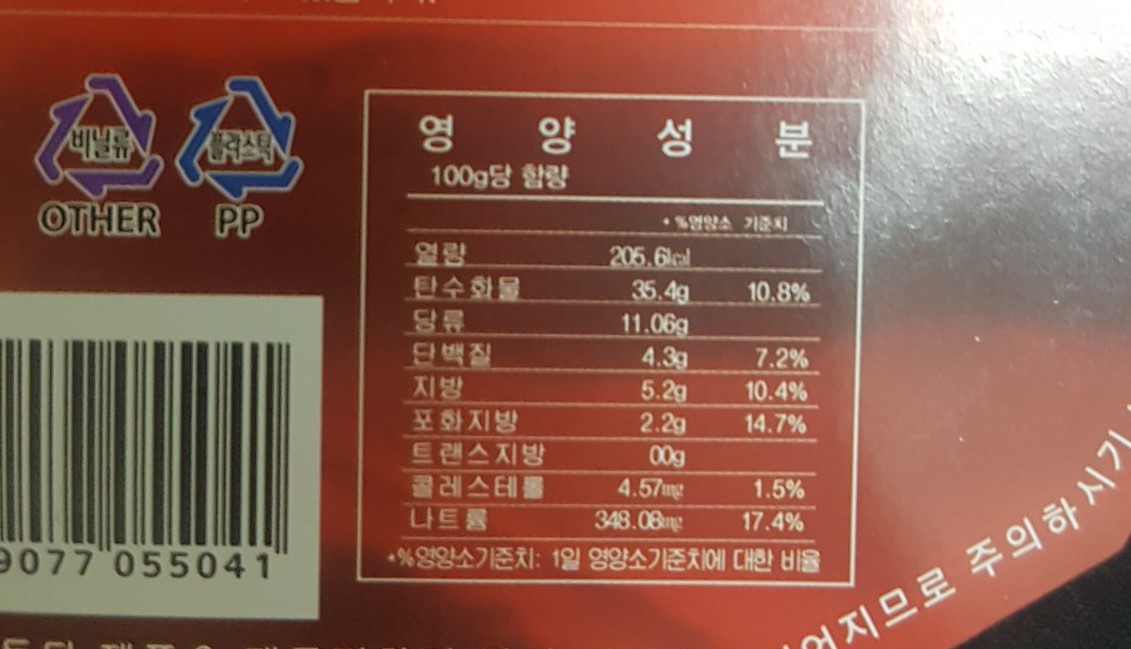 비닐류
OTHER
플라스틱
PP
9077 055041
영 양 성 분
100g당 함량
* %영양소 기준치
열량 205.6kcal
탄수화물 35.4g 10.8%
당류 11.06g
단백질 4.3g 7.2%
지방 5.2g 10.4%
포화지방 2.2g 14.7%
트랜스지방 00g
콜레스테롤 4.57mg 1.5%
나트륨 348.08mg 17.4%
*%영양소기준치: 1일 영양소기준치에 대한 비율
어지므로 주의하시기